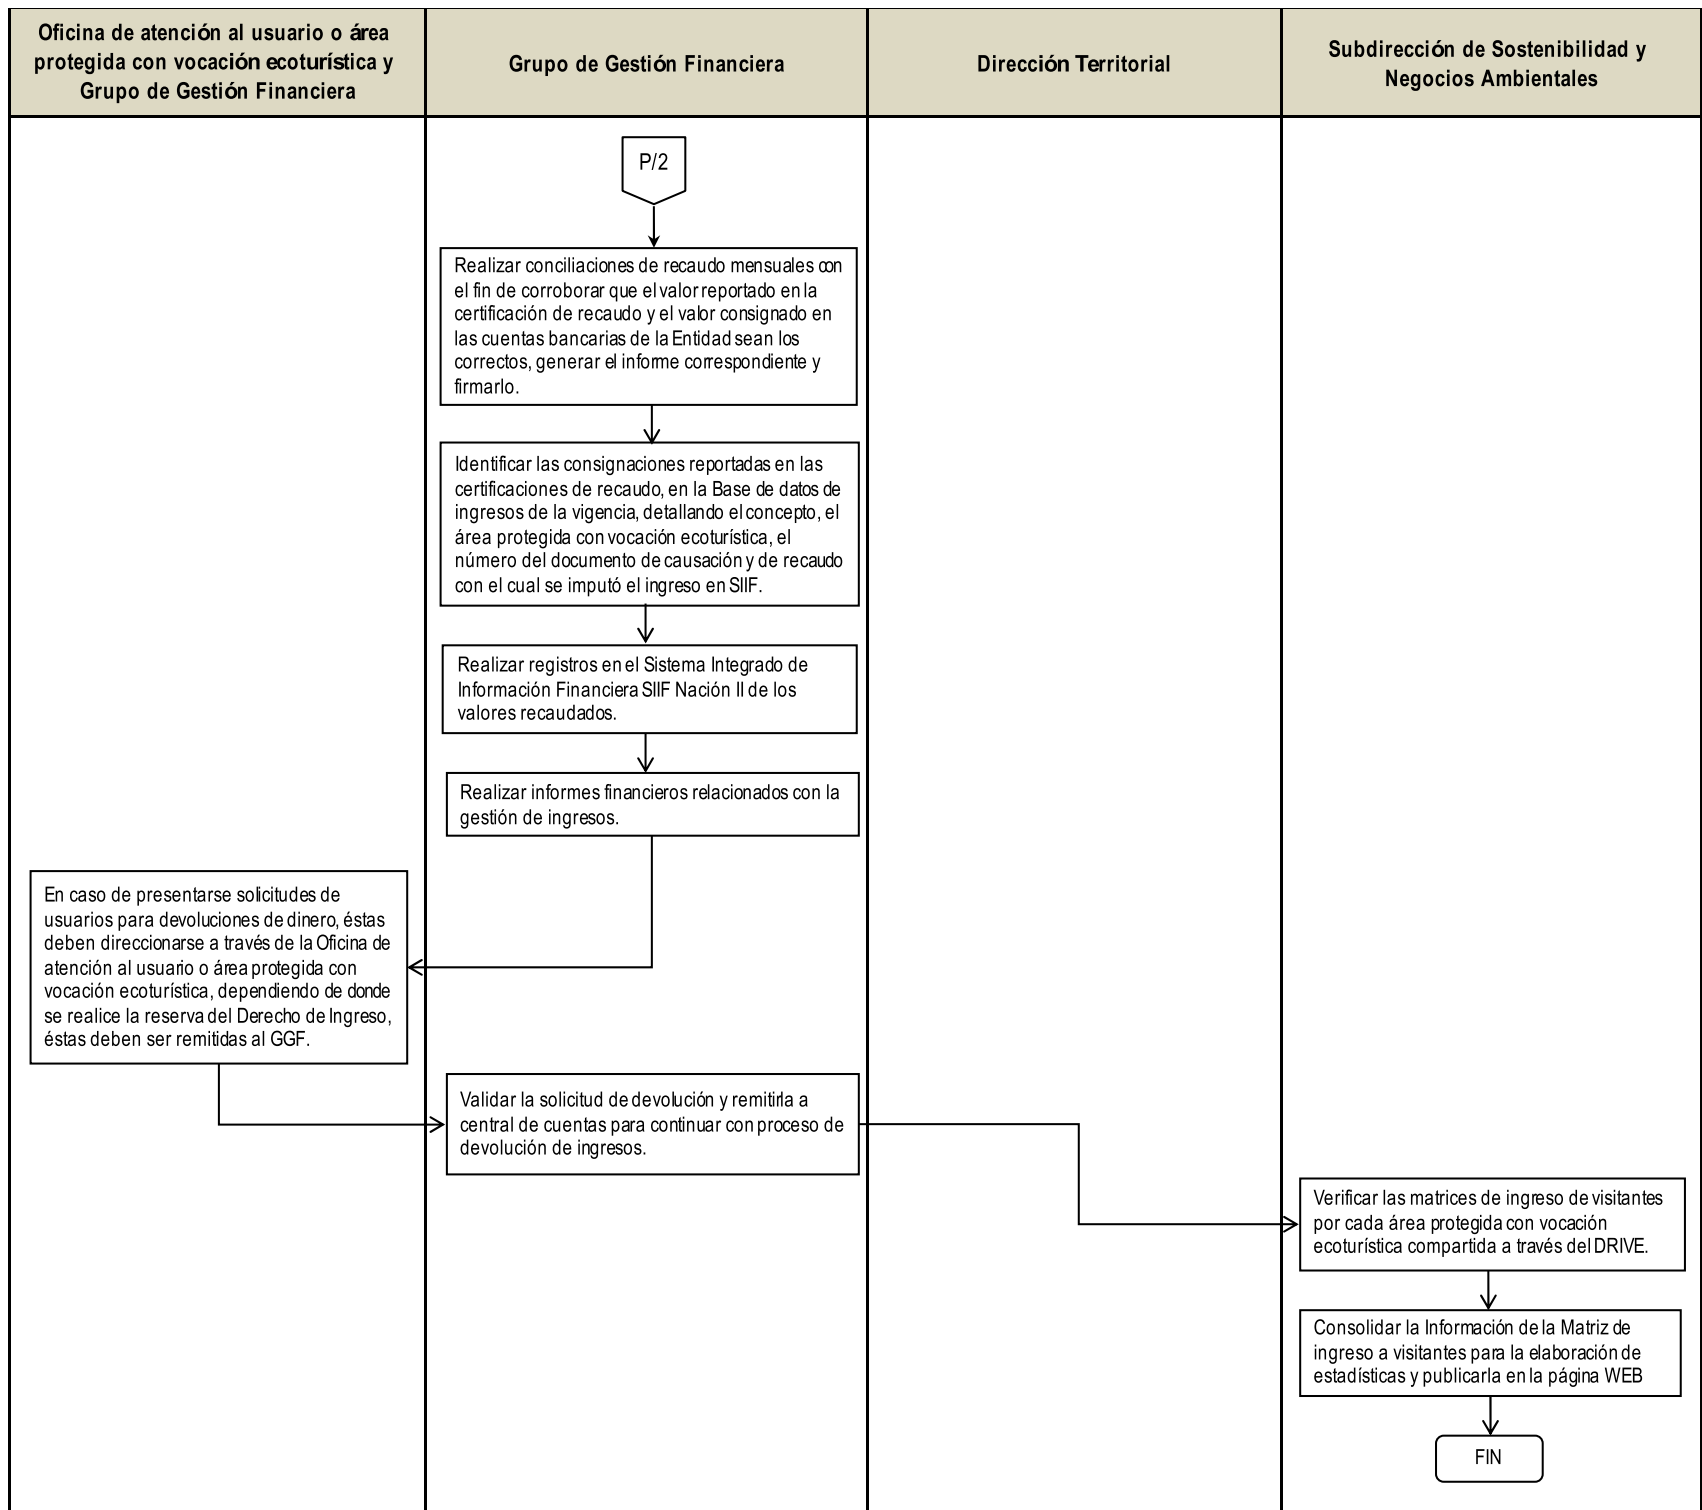 Oficina de atención al usuario o área
protegida con vocación ecoturística y
Grupo de Gestión Financiera
Grupo de Gestión Financiera
Dirección Territorial
Subdirección de Sostenibilidad y
Negocios Ambientales
P/2
Realizar conciliaciones de recaudo mensuales con
el fin de corroborar que el valor reportado en la
certificación de recaudo y el valor consignado en
las cuentas bancarias de la Entidad sean los
correctos, generar el informe correspondiente y
firmarlo.
Identificar las consignaciones reportadas en las
certificaciones de recaudo, en la Base de datos de
ingresos de la vigencia, detallando el concepto, el
área protegida con vocación ecoturística, el
número del documento de causación y de recaudo
con el cual se imputó el ingreso en SIIF.
Realizar registros en el Sistema Integrado de
Información Financiera SIIF Nación II de los
valores recaudados.
Realizar informes financieros relacionados con la
gestión de ingresos.
En caso de presentarse solicitudes de
usuarios para devoluciones de dinero, éstas
deben direccionarse a través de la Oficina de
atención al usuario o área protegida con
vocación ecoturística, dependiendo de donde
se realice la reserva del Derecho de Ingreso,
éstas deben ser remitidas al GGF.
Validar la solicitud de devolución y remitirla a
central de cuentas para continuar con proceso de
devolución de ingresos.
Verificar las matrices de ingreso de visitantes
por cada área protegida con vocación
ecoturística compartida a través del DRIVE.
Consolidar la Información de la Matriz de
ingreso a visitantes para la elaboración de
estadísticas y publicarla en la página WEB
FIN